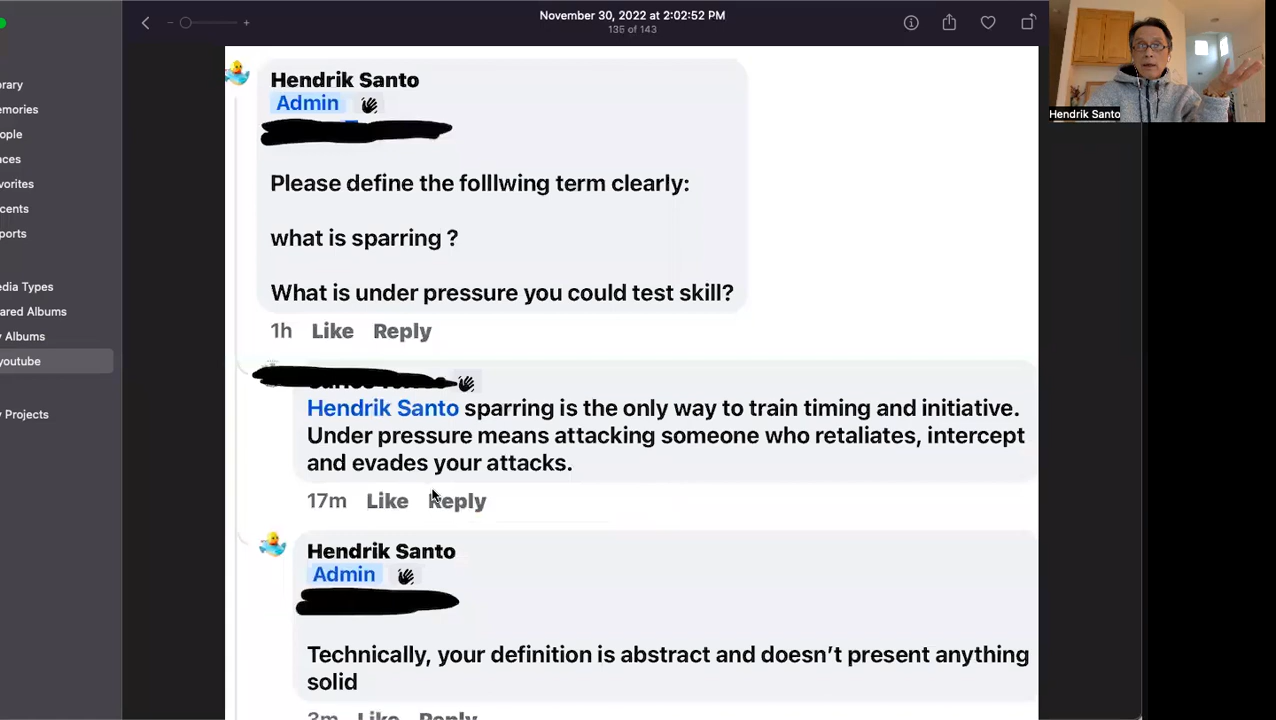 November 30, 2022 at 2:02:52 PM
135 of 143
Hendrik Santo
Admin
Please define the folllwing term clearly:
what is sparring ?
What is under pressure you could test skill?
1h Like Reply
Hendrik Santo sparring is the only way to train timing and initiative.
Under pressure means attacking someone who retaliates, intercept
and evades your attacks.
17m Like Reply
Hendrik Santo
Admin
Technically, your definition is abstract and doesn’t present anything
solid
3m Like Reply
brary
emories
ople
aces
vorites
cents
ports
edia Types
ared Albums
y Albums
youtube
y Projects
Hendrik Santo